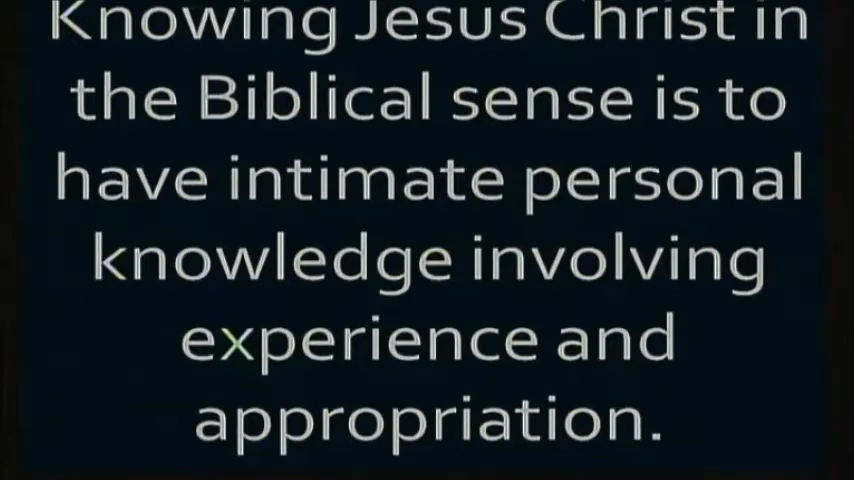 Knowing Jesus Christ in
the Biblical sense is to
have intimate personal
knowledge involving
experience and
appropriation.